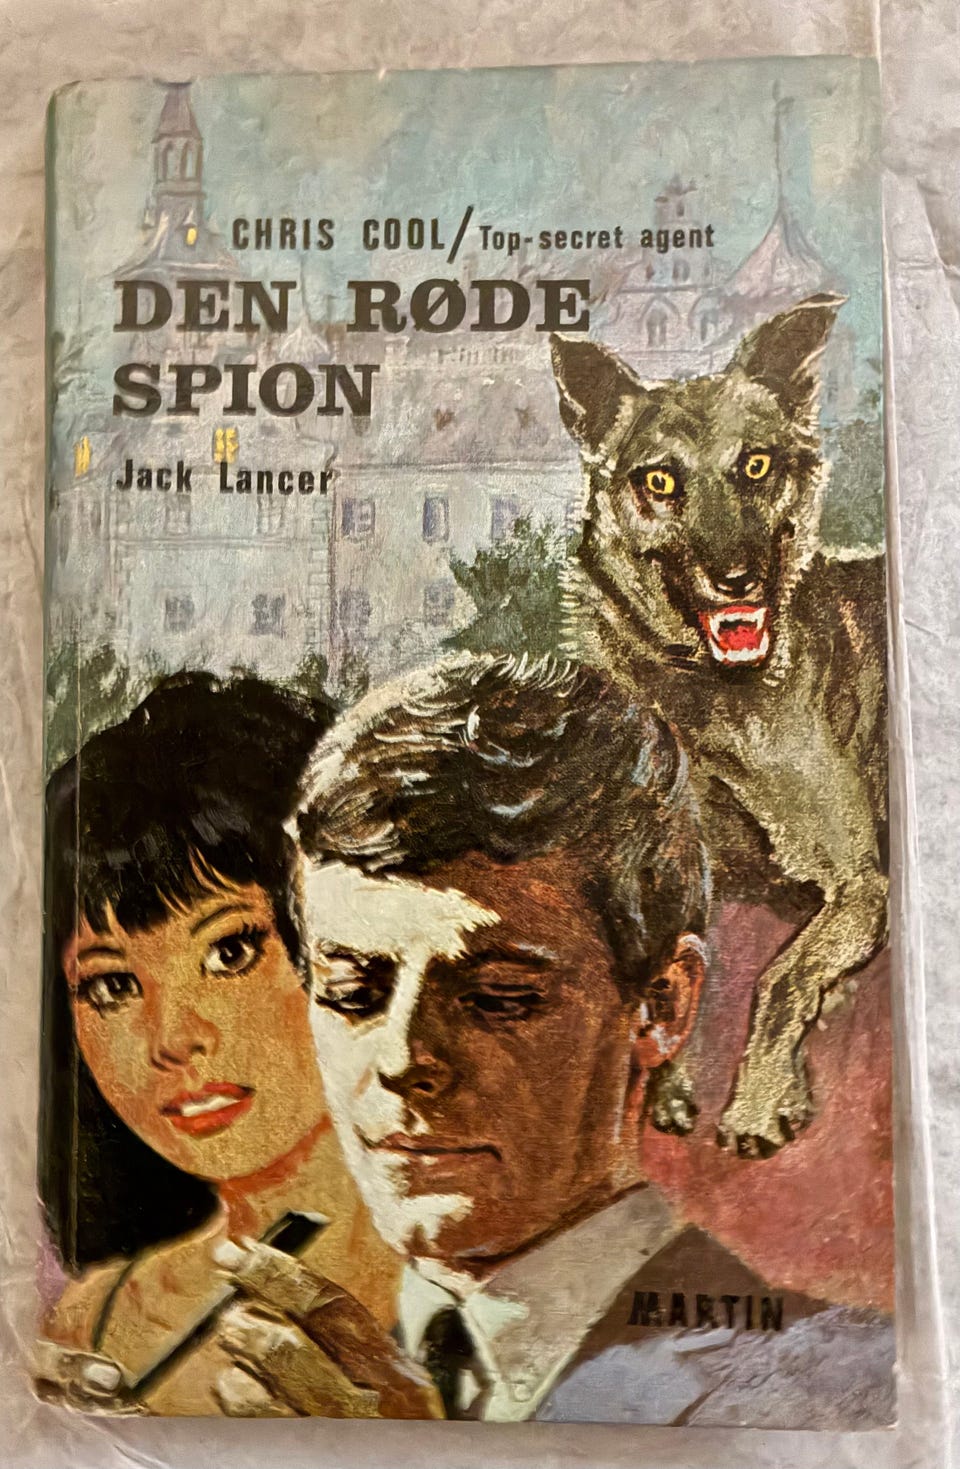 CHRIS COOL/Top-secret agent
DEN RØDE
SPION
Jack Lancer
MARTIN